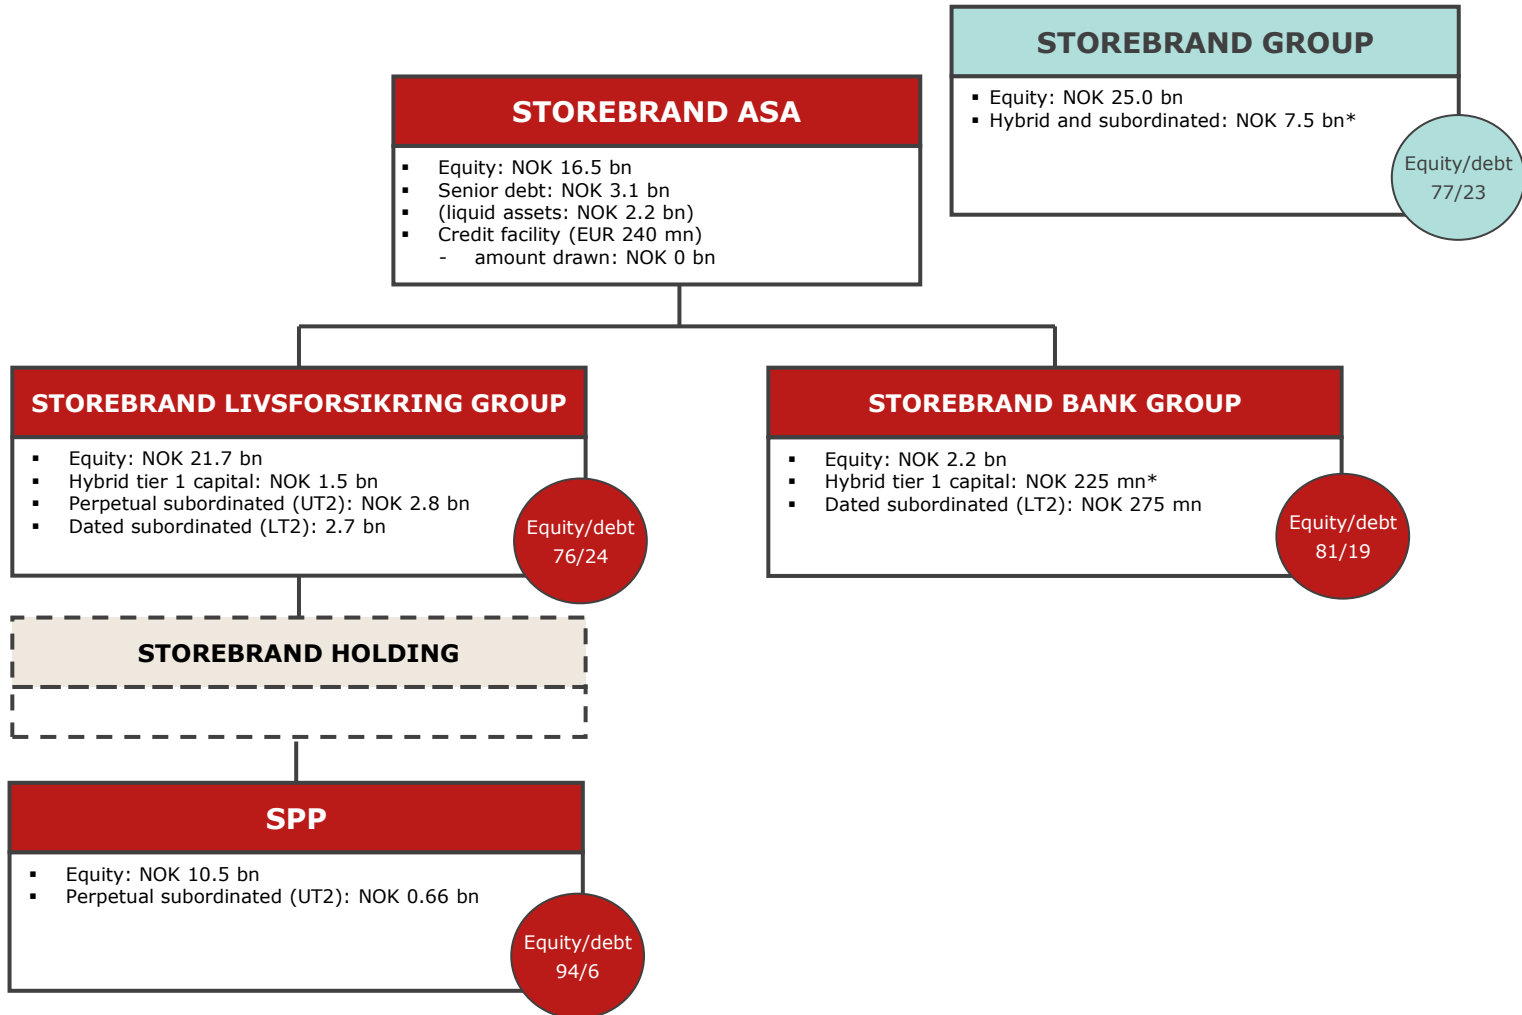 STOREBRAND GROUP
▪ Equity: NOK 25.0 bn
▪ Hybrid and subordinated: NOK 7.5 bn*
Equity/debt
77/23
STOREBRAND ASA
▪ Equity: NOK 16.5 bn
▪ Senior debt: NOK 3.1 bn
▪ (liquid assets: NOK 2.2 bn)
▪ Credit facility (EUR 240 mn)
- amount drawn: NOK 0 bn
STOREBRAND LIVSFORSIKRING GROUP
▪ Equity: NOK 21.7 bn
▪ Hybrid tier 1 capital: NOK 1.5 bn
▪ Perpetual subordinated (UT2): NOK 2.8 bn
▪ Dated subordinated (LT2): 2.7 bn
Equity/debt
76/24
STOREBRAND BANK GROUP
▪ Equity: NOK 2.2 bn
▪ Hybrid tier 1 capital: NOK 225 mn*
▪ Dated subordinated (LT2): NOK 275 mn
Equity/debt
81/19
STOREBRAND HOLDING
SPP
▪ Equity: NOK 10.5 bn
▪ Perpetual subordinated (UT2): NOK 0.66 bn
Equity/debt
94/6